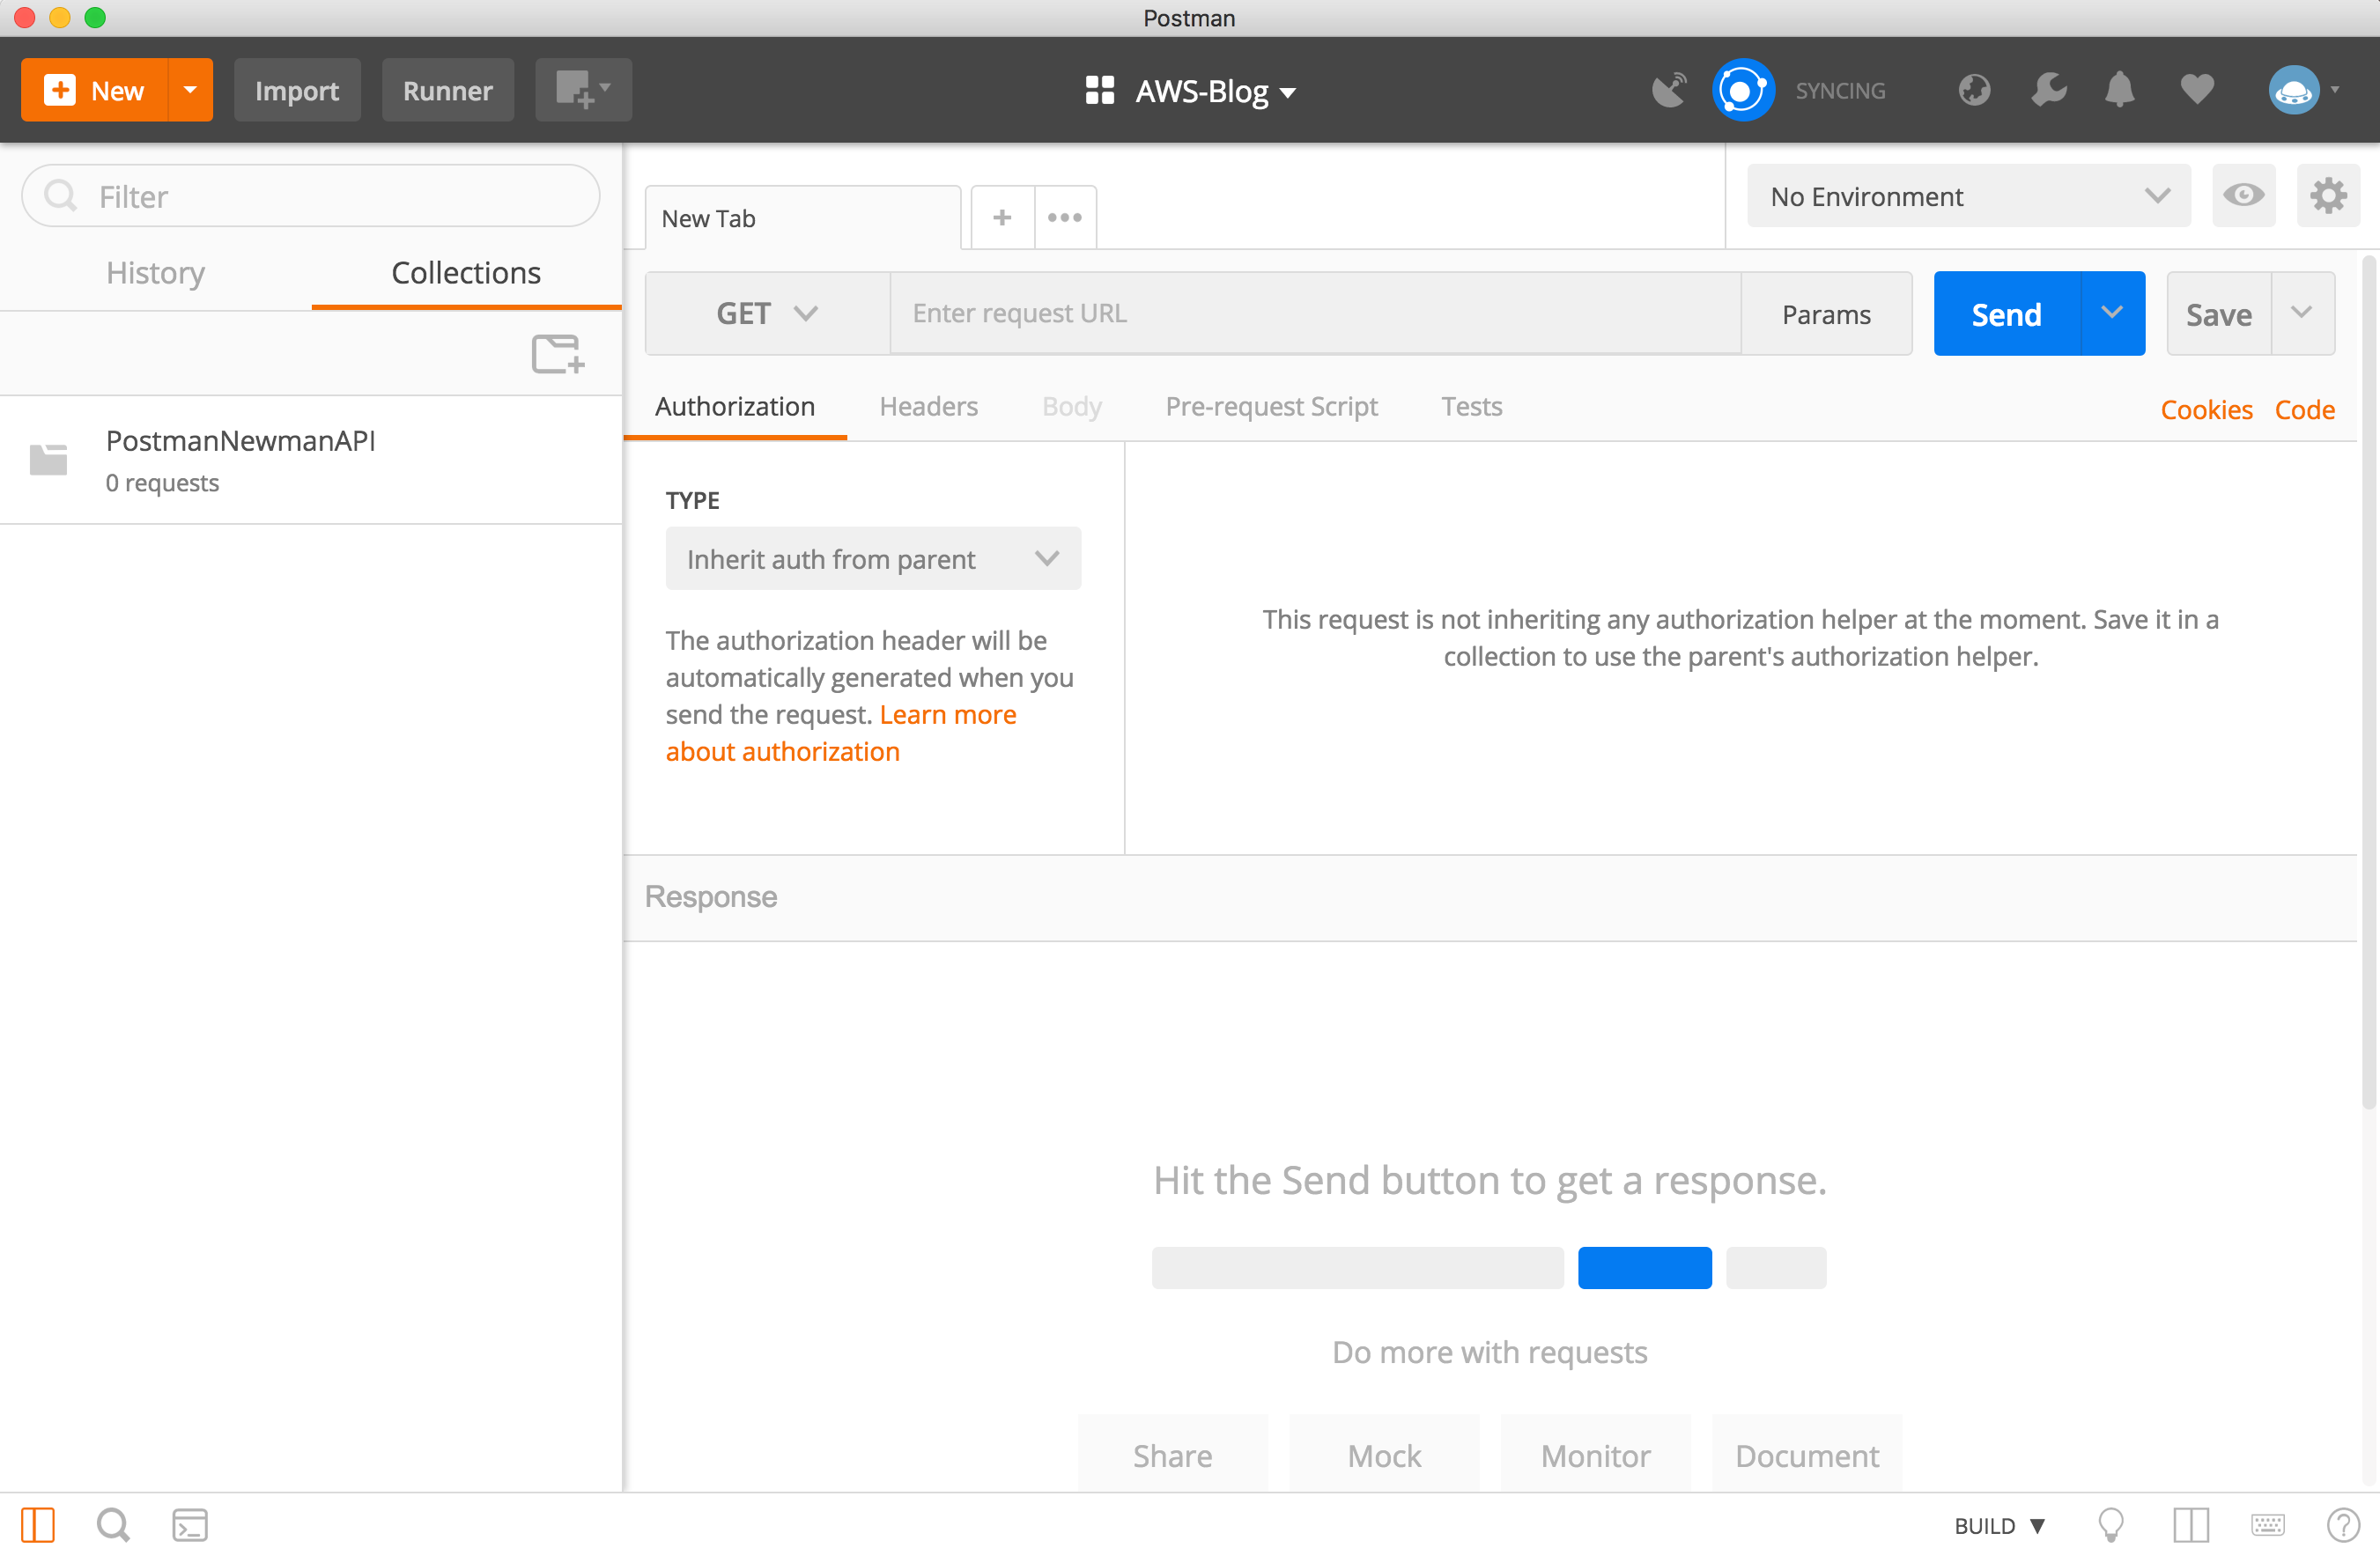 Postman
New
Import
Runner
AWS-Blog
SYNCING
Filter
History
Collections
PostmanNewmanAPI
0 requests
New Tab
No Environment
GET
Enter request URL
Params
Send
Save
Authorization
Headers
Body
Pre-request Script
Tests
Cookies
Code
TYPE
Inherit auth from parent
The authorization header will be
automatically generated when you
send the request. Learn more
about authorization
This request is not inheriting any authorization helper at the moment. Save it in a
collection to use the parent's authorization helper.
Response
Hit the Send button to get a response.
Do more with requests
Share
Mock
Monitor
Document
BUILD